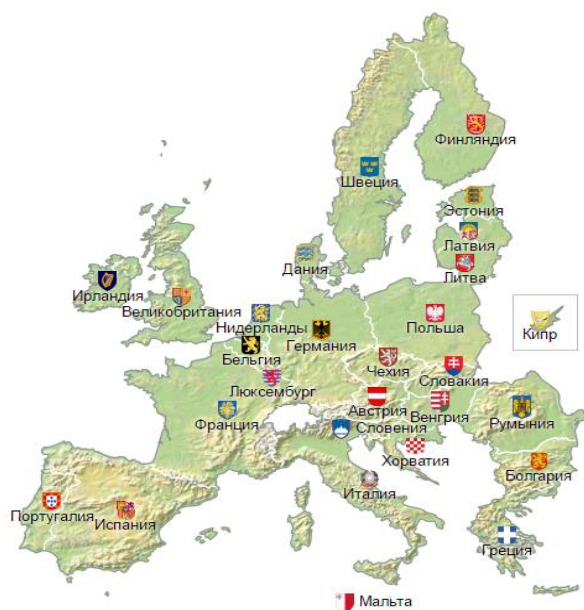 Финляндия
Швеция
Эстония
Латвия
Дания
Литва
Ирландия
Великобритания
Нидерланды
Германия
Польша
Кипр
Бельгия
Чехия
Словакия
Люксембург
Австрия
Венгрия
Франция
Словения
Румыния
Хорватия
Болгария
Италия
Португалия
Испания
Греция
Мальта